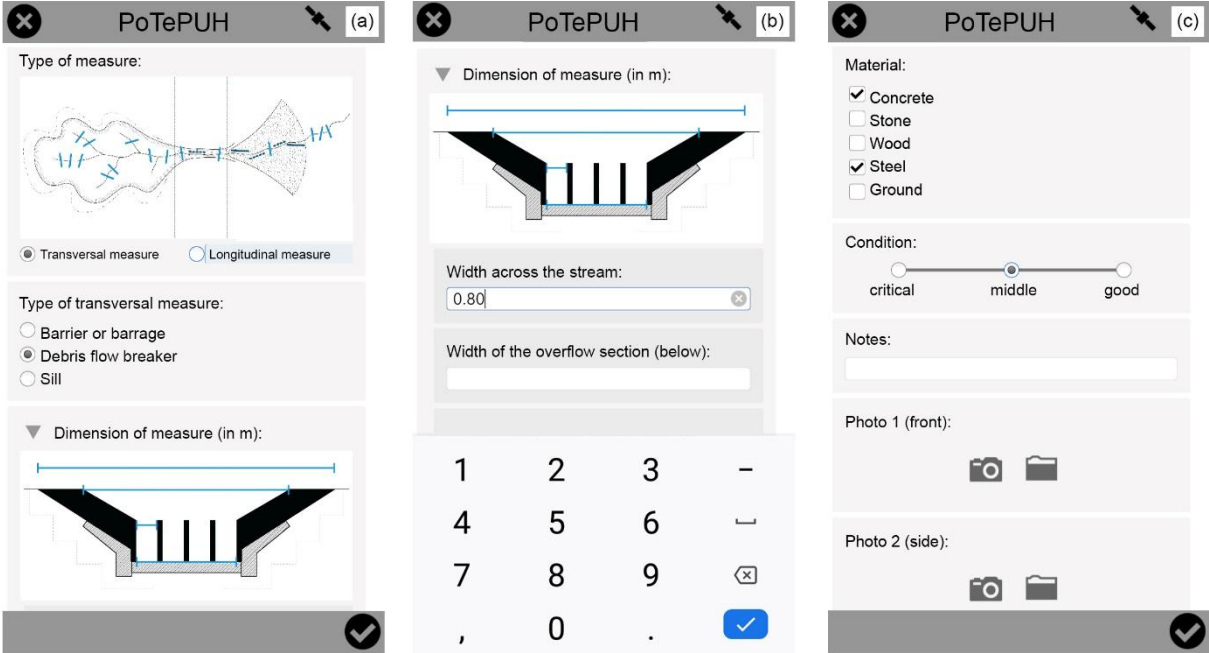 PoTePUH
(a)
Type of measure:
Transversal measure
Longitudinal measure
Type of transversal measure:
Barrier or barrage
Debris flow breaker
Sill
Dimension of measure (in m):
PoTePUH
(b)
Dimension of measure (in m):
Width across the stream:
0.80
Width of the overflow section (below):
1 2 3 –
4 5 6
7 8 9
, 0 .
PoTePUH
(c)
Material:
Concrete
Stone
Wood
Steel
Ground
Condition:
critical middle good
Notes:
Photo 1 (front):
Photo 2 (side):